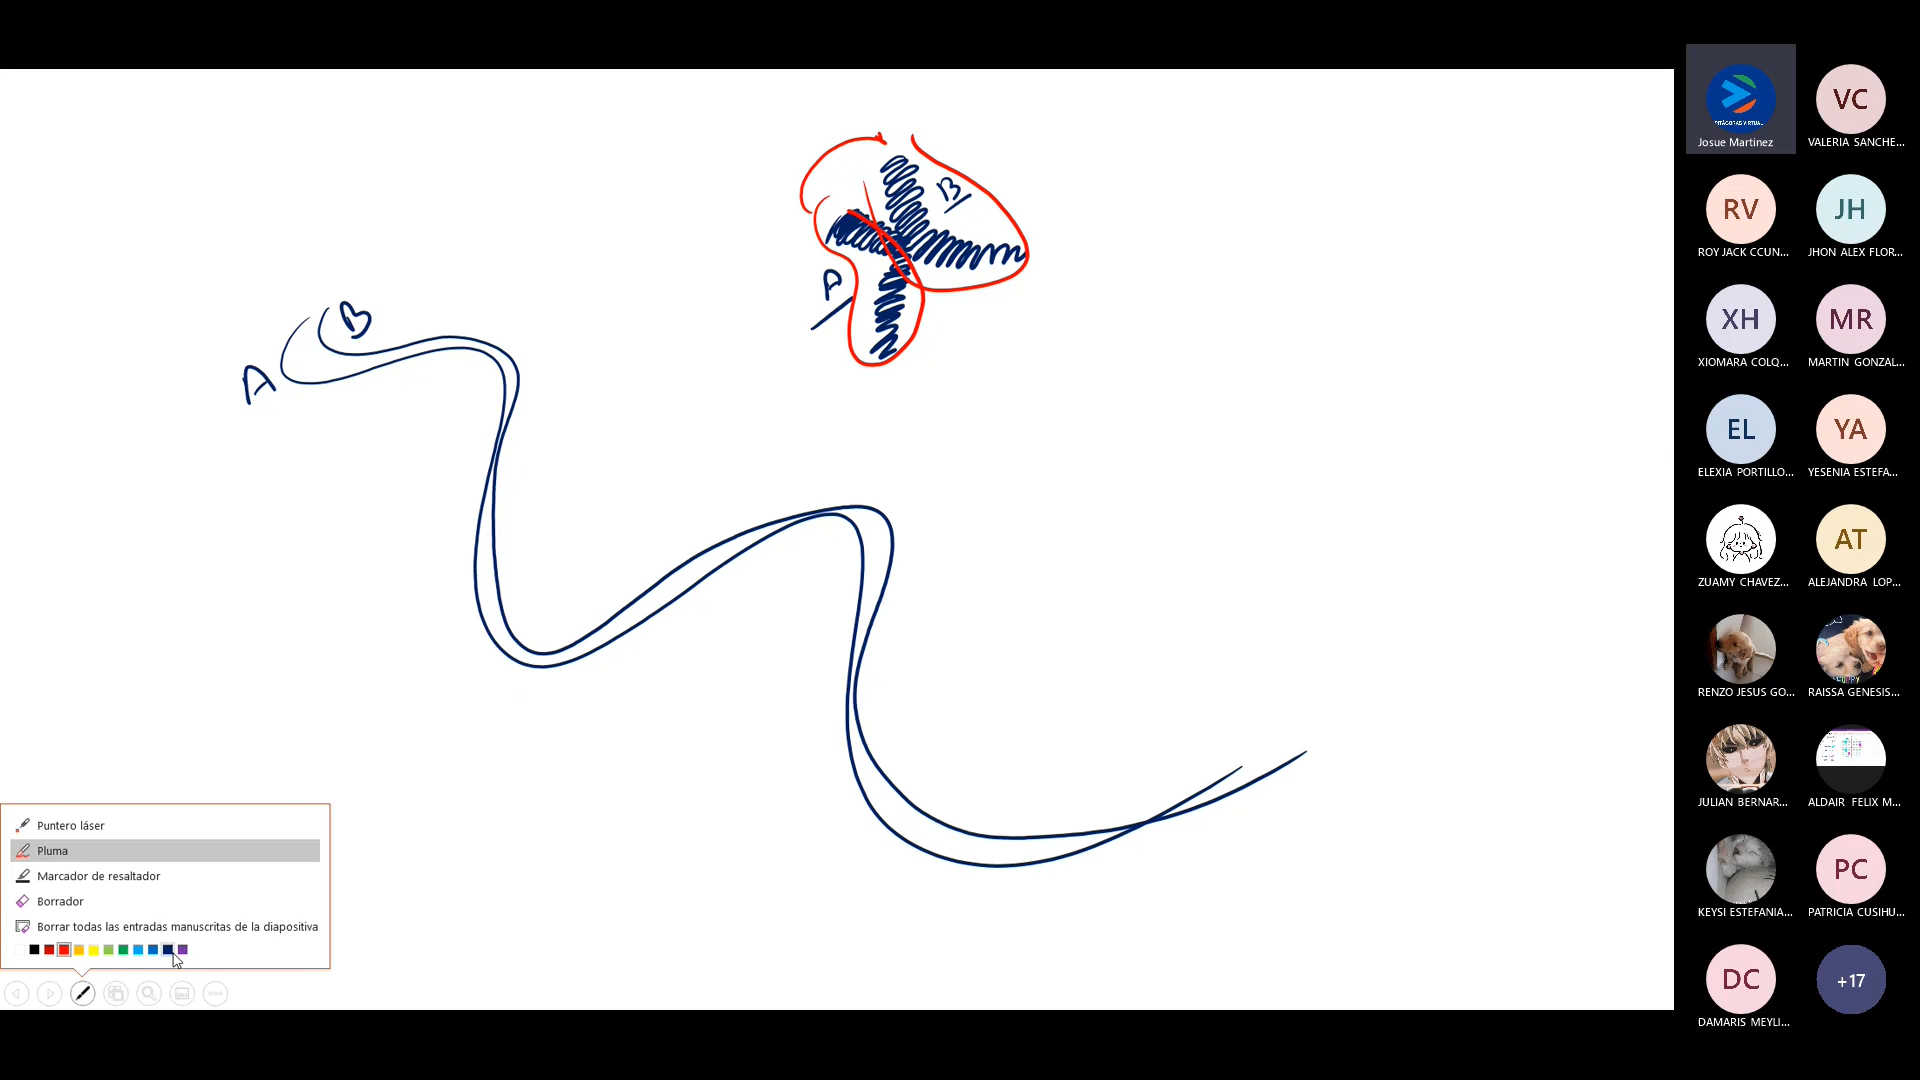 B
A
B
A
Puntero láser
Pluma
Marcador de resaltador
Borrador
Borrar todas las entradas manuscritas de la diapositiva
PITÁGORAS VIRTUAL
Josue Martinez
VC
VALERIA SANCHE...
RV
ROY JACK CCUN...
JH
JHON ALEX FLOR...
XH
XIOMARA COLQ...
MR
MARTIN GONZAL...
EL
ELEXIA PORTILLO...
YA
YESENIA ESTEFA...
ZUAMY CHAVEZ...
AT
ALEJANDRA LOP...
RENZO JESUS GO...
RAISSA GENESIS...
JULIAN BERNAR...
ALDAIR FELIX M...
KEYSI ESTEFANIA...
PC
PATRICIA CUSIHU...
DC
DAMARIS MEYLI...
+17